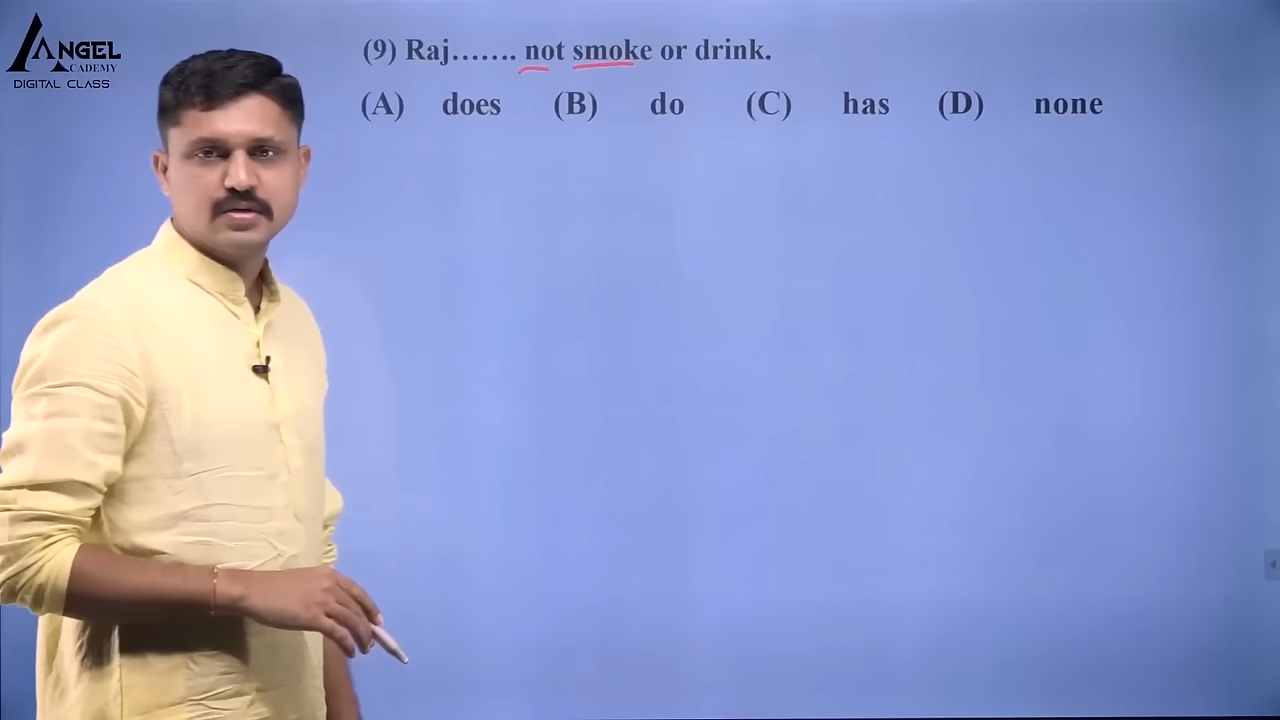 ANGEL
ACADEMY
DIGITAL CLASS
(9) Raj……. not smoke or drink.
(A) does (B) do (C) has (D) none